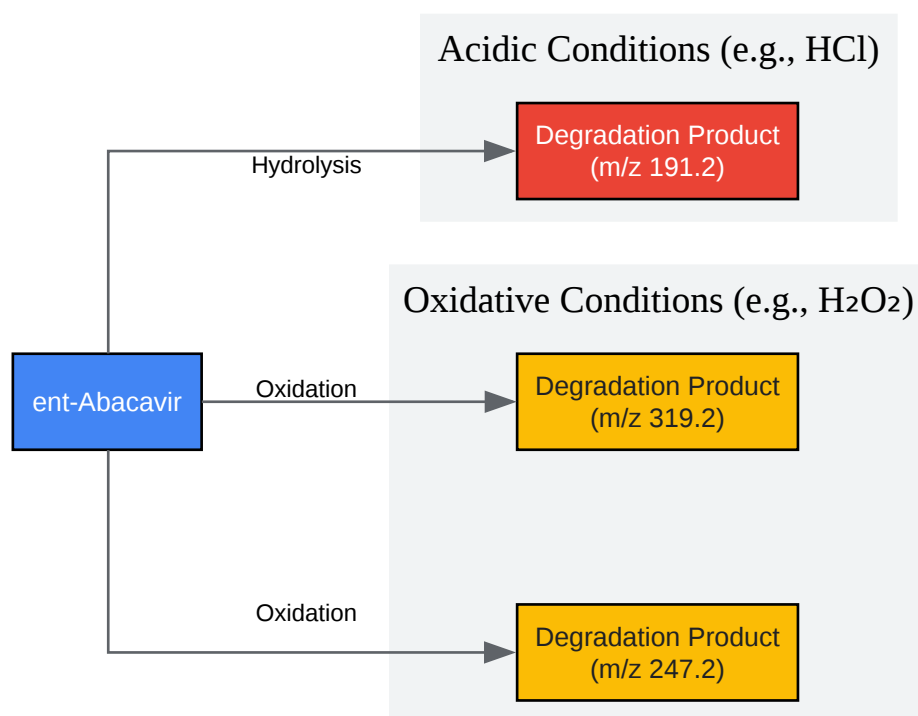 Acidic Conditions (e.g., HCl)
Degradation Product
(m/z 191.2)
Hydrolysis
Oxidative Conditions (e.g., H₂O₂)
ent-Abacavir
Oxidation
Degradation Product
(m/z 319.2)
Oxidation
Degradation Product
(m/z 247.2)